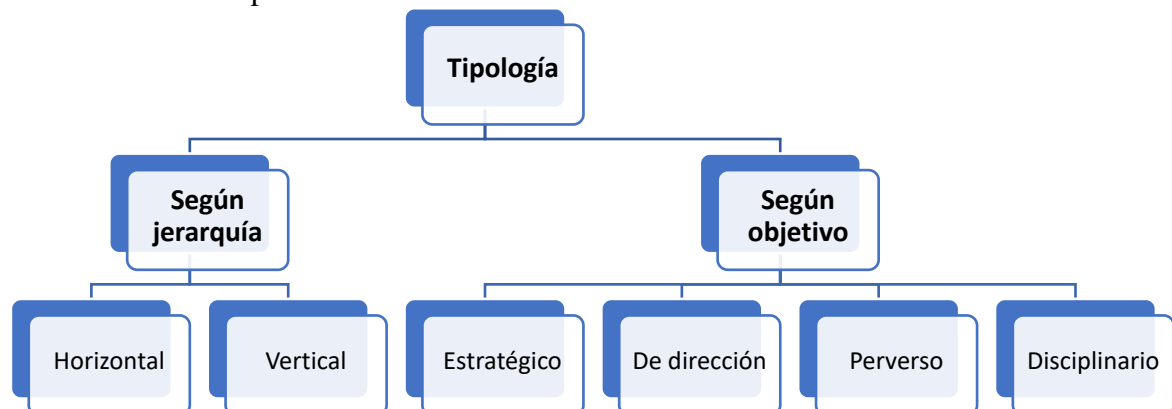 Tipología
Según
jerarquía
Según
objetivo
Horizontal
Vertical
Estratégico
De dirección
Perverso
Disciplinario